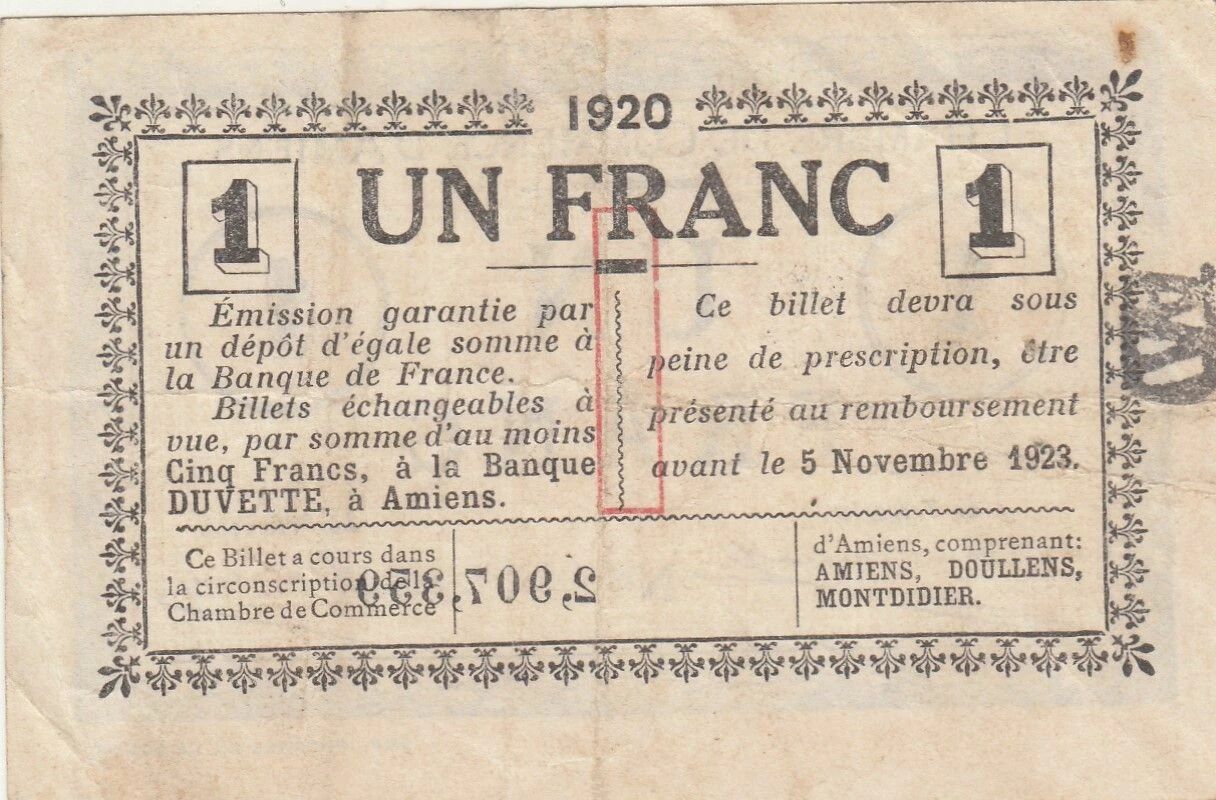 1920
1 UN FRANC 1
Émission garantie par
un dépôt d'égale somme à
la Banque de France.
Billets échangeables à
vue, par somme d'au moins
Cinq Francs, à la Banque
DUVETTE, à Amiens.
Ce billet devra sous
peine de prescription, être
présenté au remboursement
avant le 5 Novembre 1923.
Ce Billet a cours dans
la circonscription de la
Chambre de Commerce
d'Amiens, comprenant:
AMIENS, DOULLENS,
MONTDIDIER.